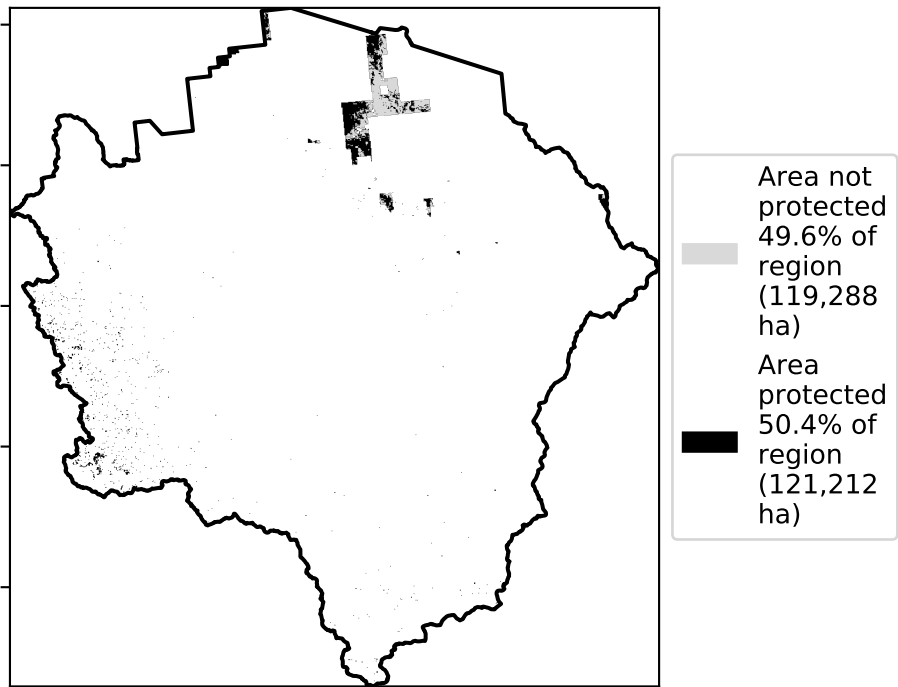 Area not
protected
49.6% of
region
(119,288
ha)
Area
protected
50.4% of
region
(121,212
ha)